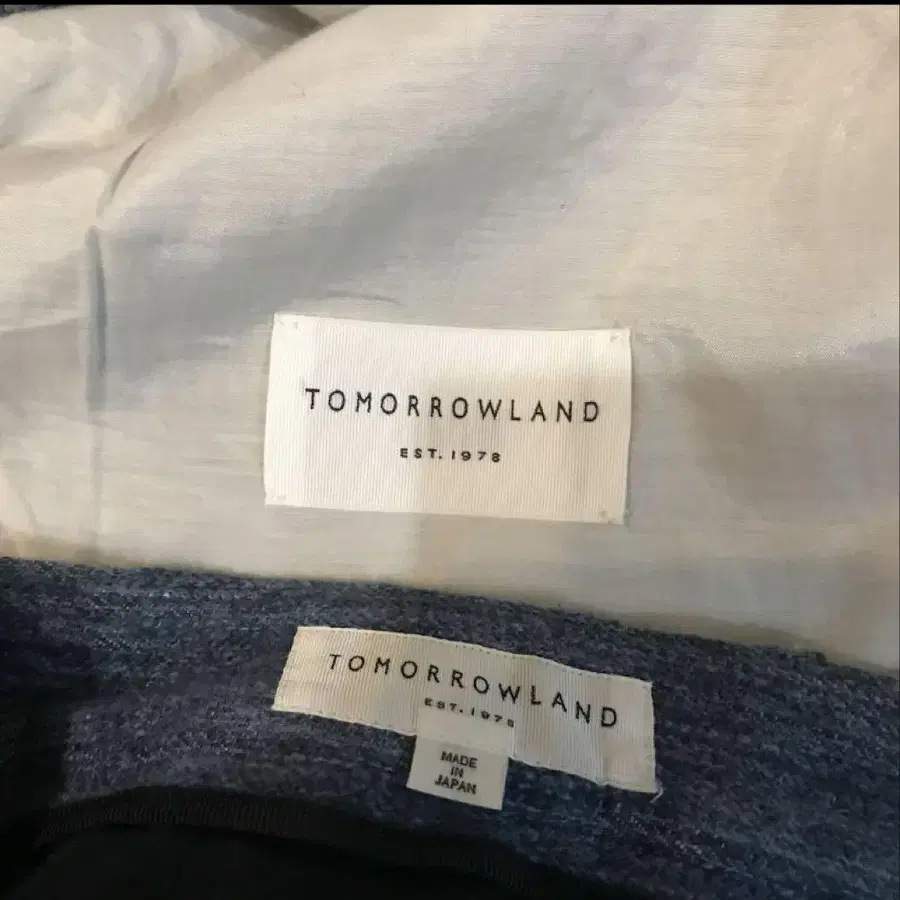 TOMORROWLAND
EST. 1978
TOMORROWLAND
EST. 1978
MADE
IN
JAPAN